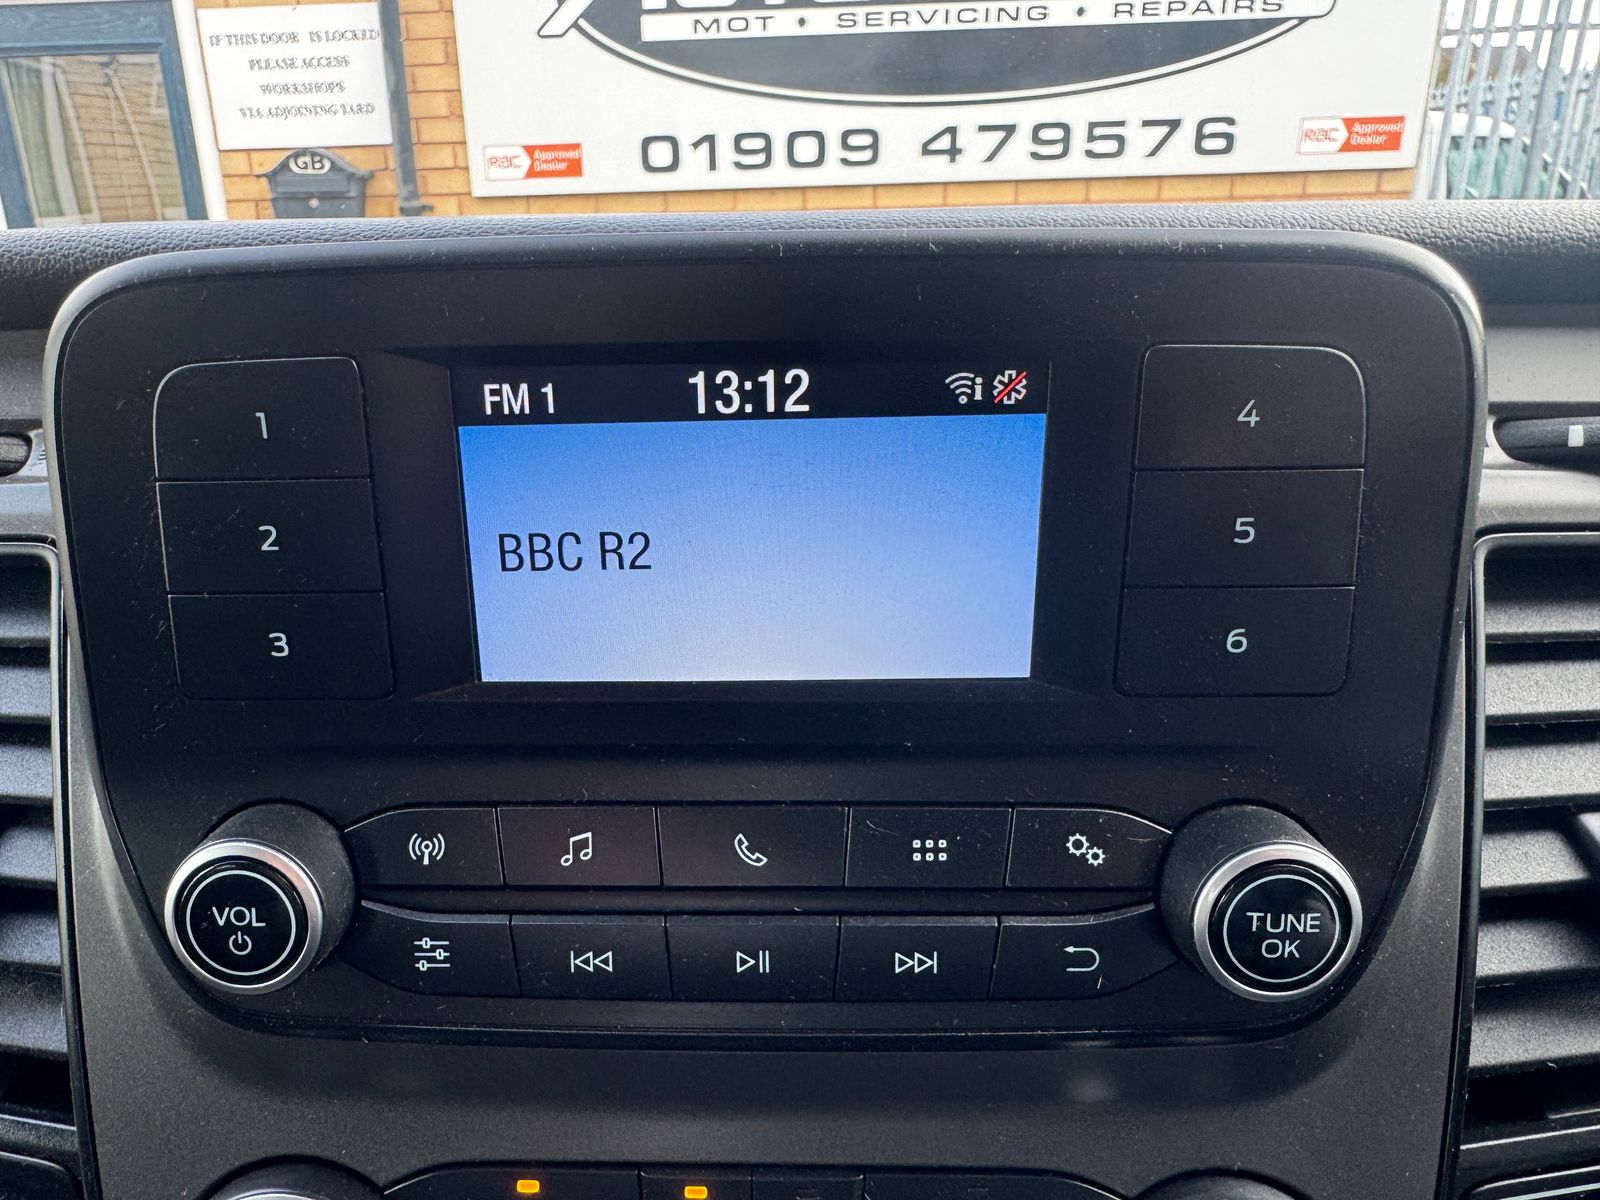 MOT • SERVICING • REPAIRS
IF THIS DOOR IS LOCKED
PLEASE ACCESS
WORKSHOPS
VIA ADJOINING YARD
GB
RAC Approved
Dealer
01909 479576
RAC Approved
Dealer
FM 1
13:12
BBC R2
1
2
3
4
5
6
VOL
TUNE
OK